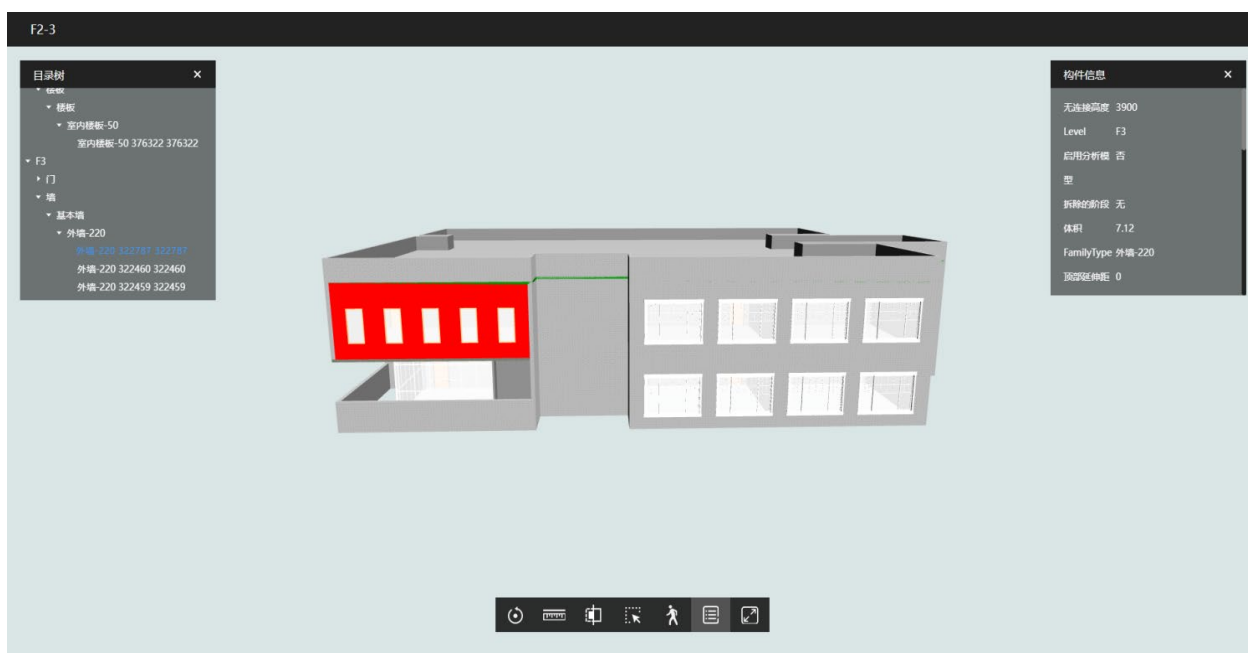 F2-3
目录树
楼板
楼板
室内楼板-50
室内楼板-50 376322 376322
F3
门
墙
基本墙
外墙-220
外墙-220 322787 322787
外墙-220 322460 322460
外墙-220 322459 322459
构件信息
无连接高度 3900
Level F3
启用分析模 否
型
拆除的阶段 无
体积 7.12
FamilyType 外墙-220
顶部延伸距 0